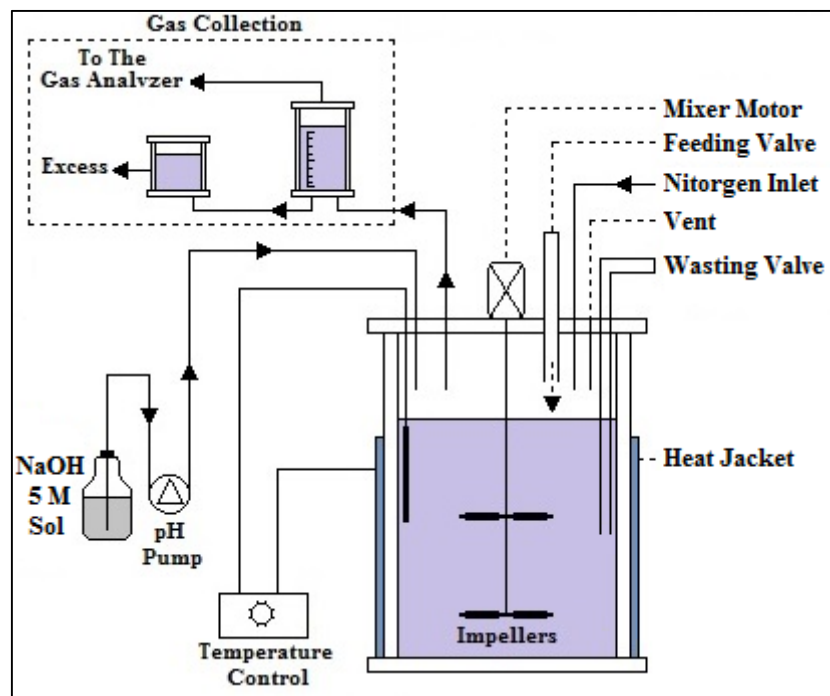 Gas Collection
To The
Gas Analvzer
Excess
Mixer Motor
Feeding Valve
Nitorgen Inlet
Vent
Wasting Valve
Heat Jacket
NaOH
5 M
Sol
pH
Pump
Temperature
Control
Impellers